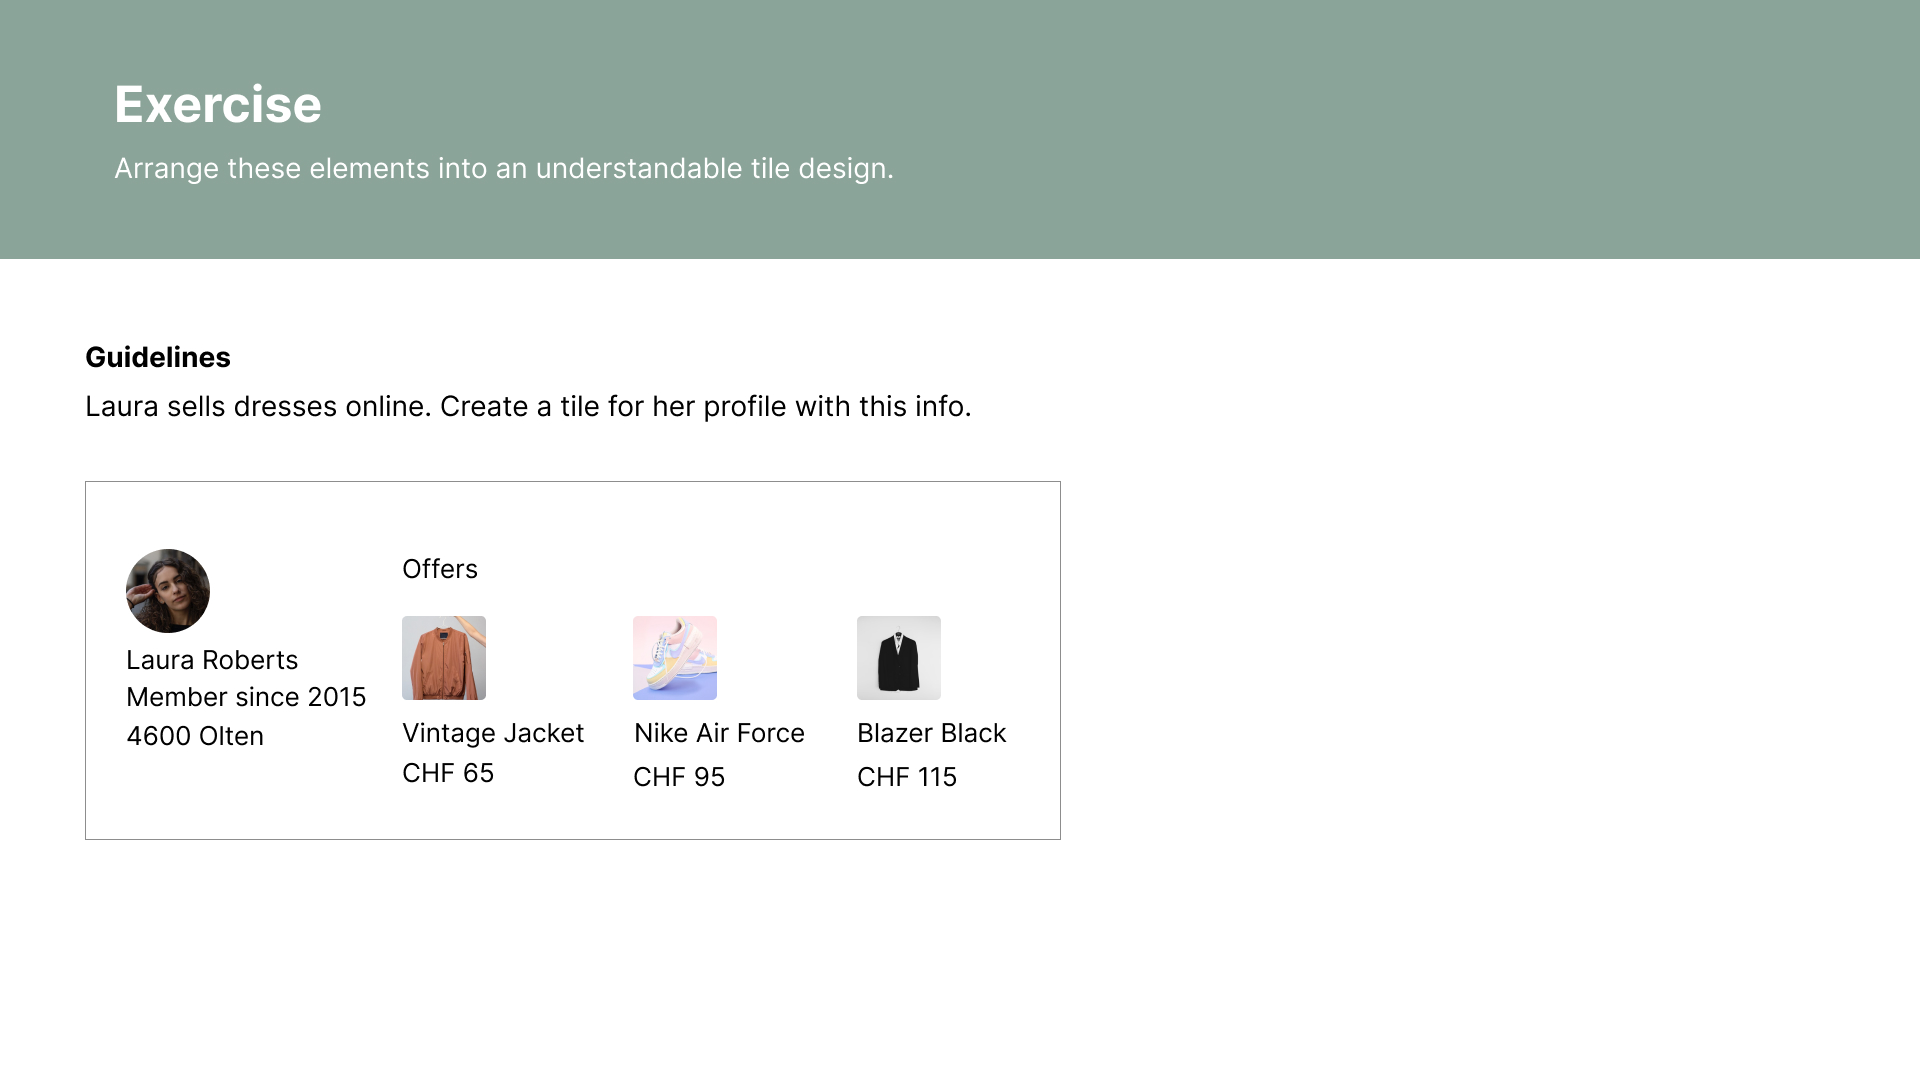 Exercise
Arrange these elements into an understandable tile design.
Guidelines
Laura sells dresses online. Create a tile for her profile with this info.
Laura Roberts
Member since 2015
4600 Olten
Offers
Vintage Jacket
CHF 65
Nike Air Force
CHF 95
Blazer Black
CHF 115